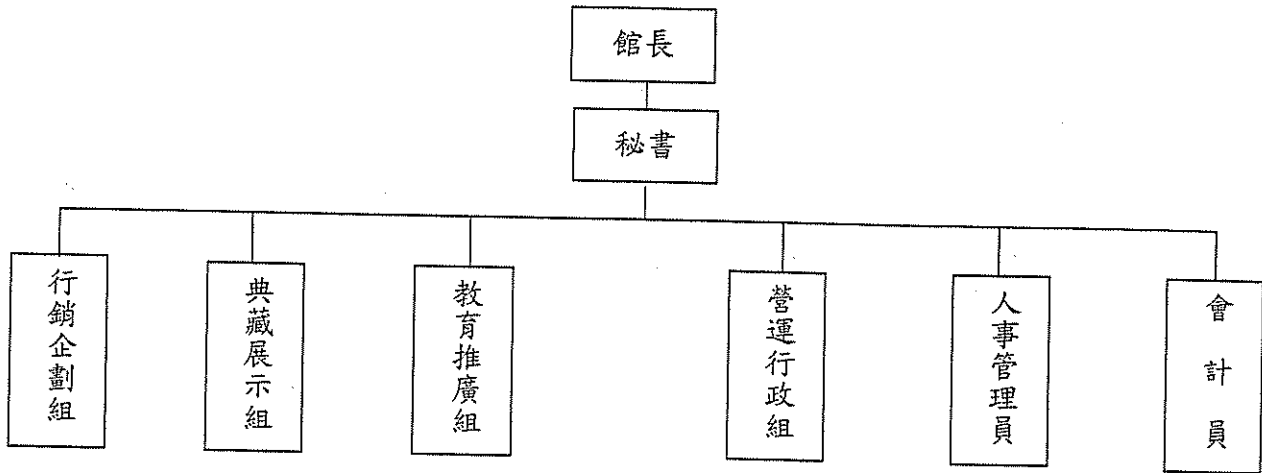 館長
秘書
行銷企劃組
典藏展示組
教育推廣組
營運行政組
人事管理員
會計員